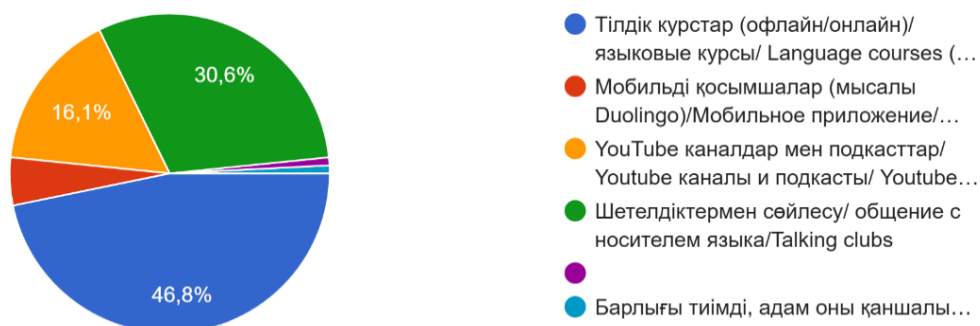 30,6%
16,1%
46,8%
Тілдік курстар (офлайн/онлайн)/
языковые курсы/ Language courses (…
Мобильді қосымшалар (мысалы
Duolingo)/Мобильное приложение/…
YouTube каналдар мен подкасттар/
Youtube каналы и подкасты/ Youtube…
Шетелдіктермен сөйлесу/ общение с
носителем языка/Talking clubs
Барлығы тиімді, адам оны қаншалы…